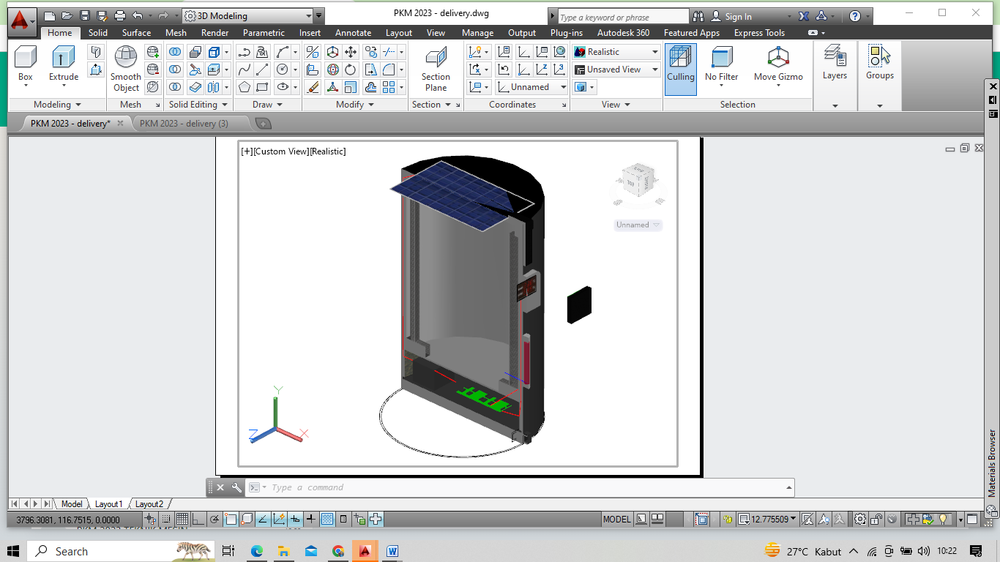 3D Modeling
PKM 2023 - delivery.dwg
Type a keyword or phrase
Sign In
Home Solid Surface Mesh Render Parametric Insert Annotate Layout View Manage Output Plug-ins Autodesk 360 Featured Apps Express Tools
Box
Extrude
Smooth
Object
Section
Plane
Realistic
Unsaved View
Unnamed
Culling
No Filter
Move Gizmo
Layers
Groups
Modeling Mesh Solid Editing Draw Modify Section Coordinates View Selection
PKM 2023 - delivery*
PKM 2023 - delivery (3)
[+][Custom View][Realistic]
TOP
Unnamed
Y
Z
X
Materials Browser
Type a command
Model Layout1 Layout2
3796.3081, 116.7515, 0.0000
MODEL
12.775509
Search
W
27°C Kabut
10:22